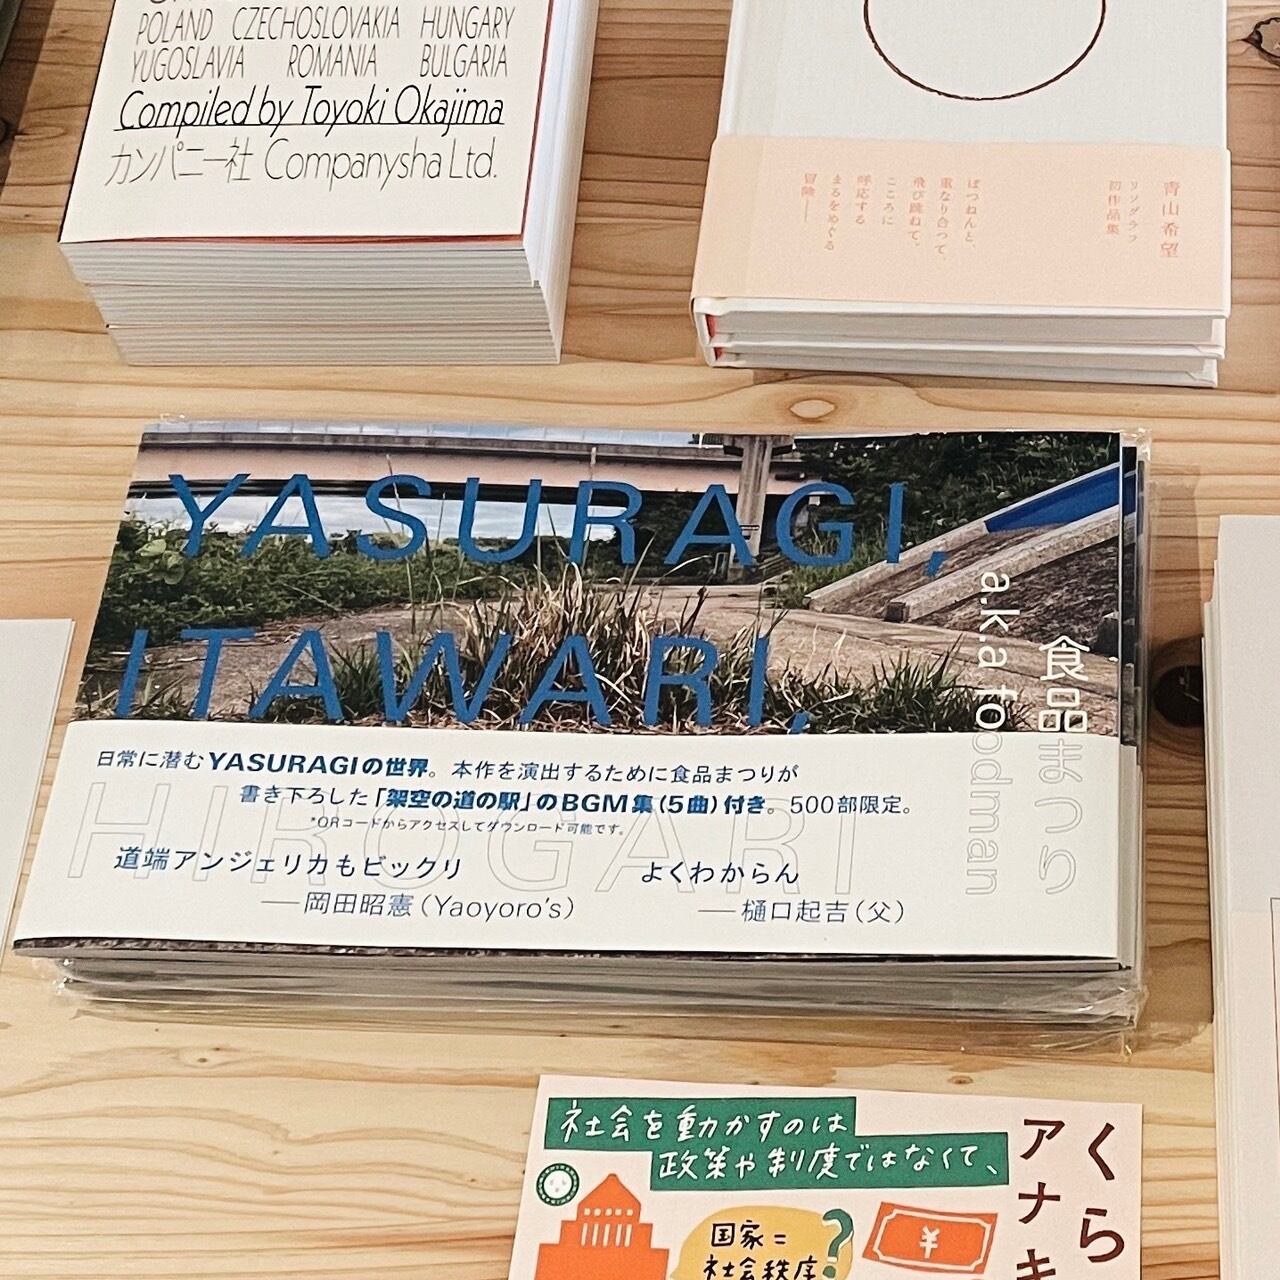 POLAND CZECHOSLOVAKIA HUNGARY
YUGOSLAVIA ROMANIA BULGARIA
Compiled by Toyoki Okajima
カンパニー社 Companysha Ltd.
青山希望
リソグラフ
初作品集
ぽつねんと、
重なり合って、
飛び跳ねて、
こころに
呼応する
まるをめぐる
冒険——
YASURAGI,
ITAWARI,
HIROGARI
食品まつり
a.k.a foodman
日常に潜むYASURAGIの世界。本作を演出するために食品まつりが
書き下ろした「架空の道の駅」のBGM集（5曲）付き。500部限定。
*QRコードからアクセスしてダウンロード可能です。
道端アンジェリカもビックリ
——岡田昭憲（Yaoyoro's）
よくわからん
——樋口起吉（父）
社会を動かすのは
政策や制度ではなくて、
くら
アナキ
国家=
社会秩序
?
¥